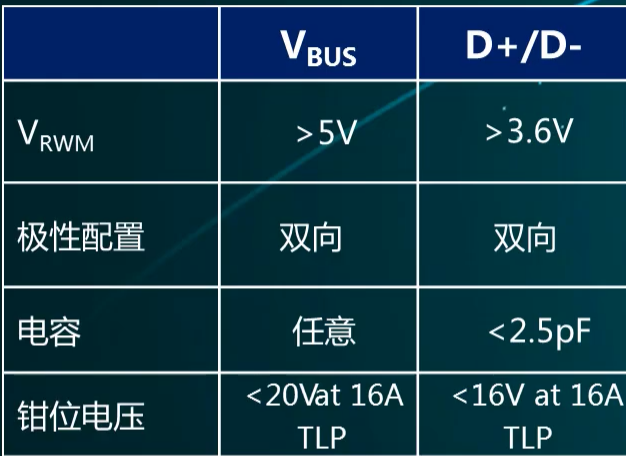 VBUS D+/D-
VRWM >5V >3.6V
极性配置 双向 双向
电容 任意 <2.5pF
钳位电压 <20Vat 16A TLP <16V at 16A TLP